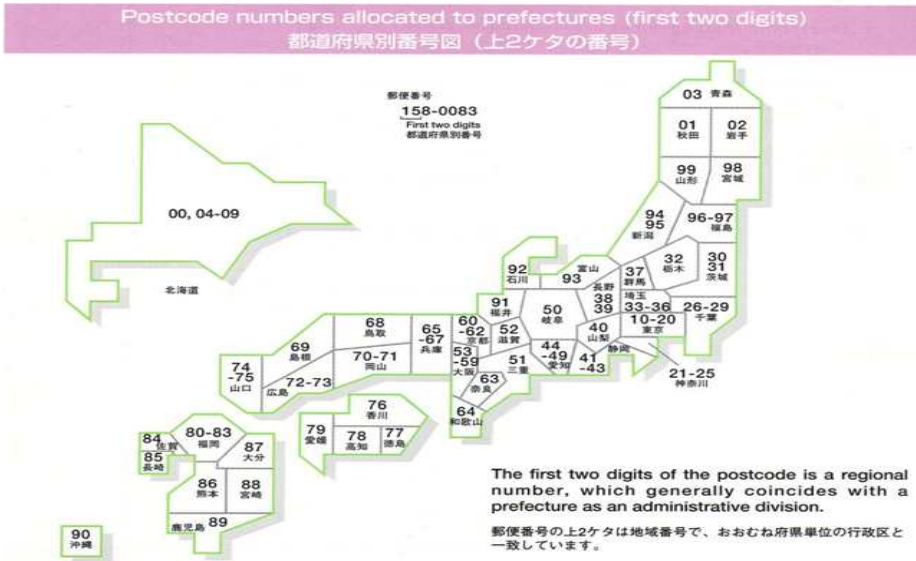 Postcode numbers allocated to prefectures (first two digits)
都道府県別番号図（上2ケタの番号）
郵便番号
158-0083
First two digits
都道府県別番号
03 青森
01
秋田
02
岩手
99
山形
98
宮城
00, 04-09
北海道
94
95
新潟
96-97
福島
92
石川
富山
93
37
群馬
32
栃木
30
31
茨城
長野
38
39
埼玉
33-36
26-29
千葉
91
福井
50
岐阜
10-20
東京
40
山梨
静岡
41
-43
21-25
神奈川
68
鳥取
65
-67
兵庫
60
-62
京都
52
滋賀
44
-49
愛知
69
島根
70-71
岡山
53
-59
大阪
51
三重
74
-75
山口
72-73
広島
63
奈良
64
和歌山
76
香川
79
愛媛
78
高知
77
徳島
84
佐賀
80-83
福岡
87
大分
85
長崎
86
熊本
88
宮崎
鹿児島 89
90
沖縄
The first two digits of the postcode is a regional
number, which generally coincides with a
prefecture as an administrative division.
郵便番号の上2ケタは地域番号で、おおむね府県単位の行政区と
一致しています。